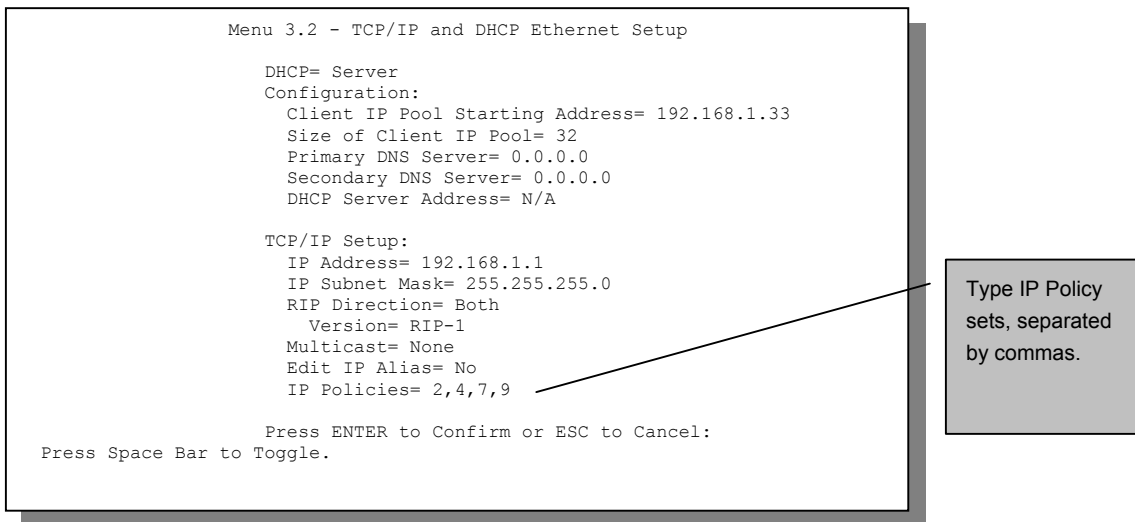 Menu 3.2 - TCP/IP and DHCP Ethernet Setup
DHCP= Server
Configuration:
Client IP Pool Starting Address= 192.168.1.33
Size of Client IP Pool= 32
Primary DNS Server= 0.0.0.0
Secondary DNS Server= 0.0.0.0
DHCP Server Address= N/A
TCP/IP Setup:
IP Address= 192.168.1.1
IP Subnet Mask= 255.255.255.0
RIP Direction= Both
Version= RIP-1
Multicast= None
Edit IP Alias= No
IP Policies= 2,4,7,9
Press ENTER to Confirm or ESC to Cancel:
Press Space Bar to Toggle.
Type IP Policy
sets, separated
by commas.